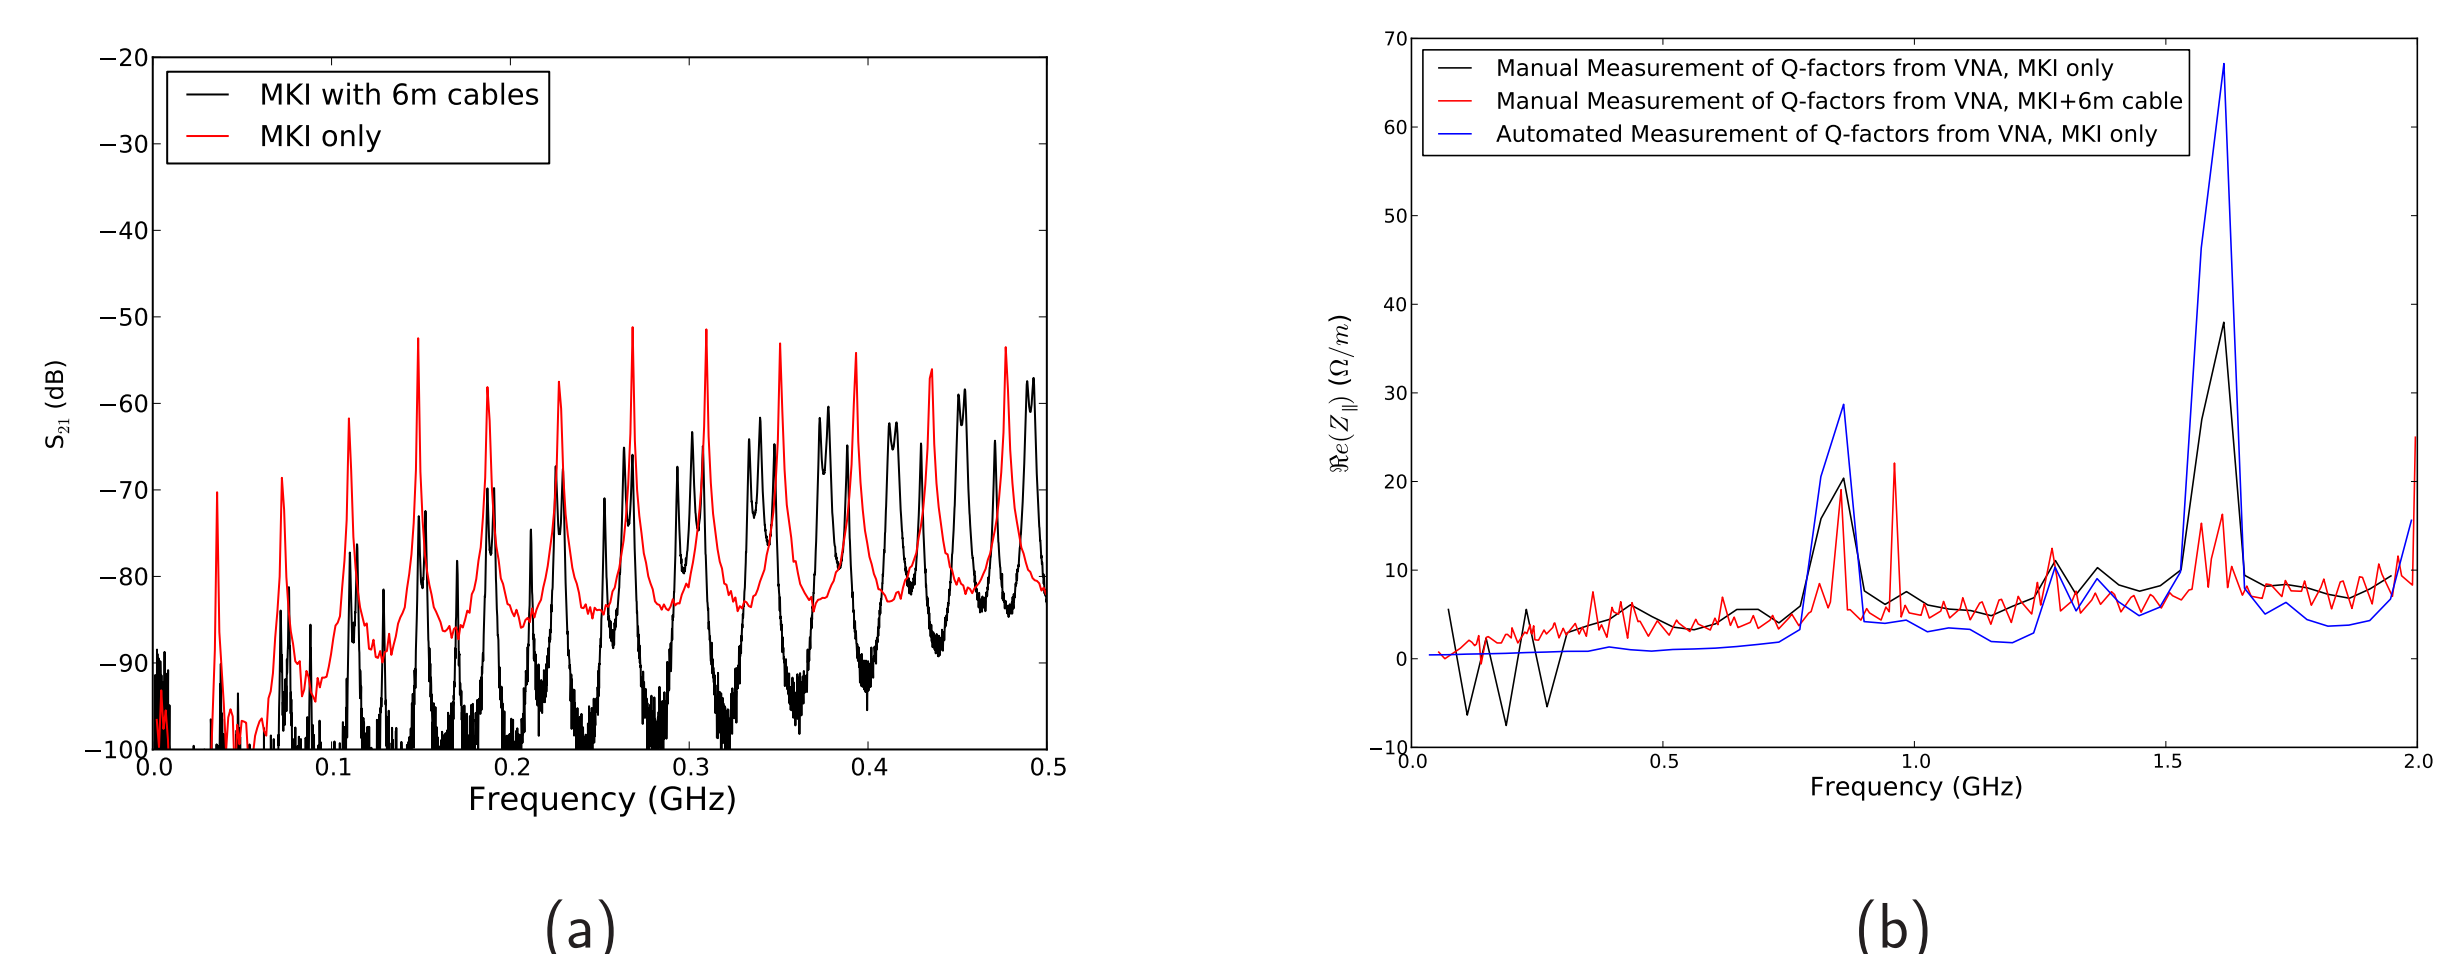 −20
−30
−40
−50
−60
−70
−80
−90
−100
S21 (dB)
MKI with 6m cables
MKI only
0.0 0.1 0.2 0.3 0.4 0.5
Frequency (GHz)
(a)
70
60
50
40
30
20
10
0
−10
ℜe(Z∥) (Ω/m)
Manual Measurement of Q-factors from VNA, MKI only
Manual Measurement of Q-factors from VNA, MKI+6m cable
Automated Measurement of Q-factors from VNA, MKI only
0.0 0.5 1.0 1.5 2.0
Frequency (GHz)
(b)